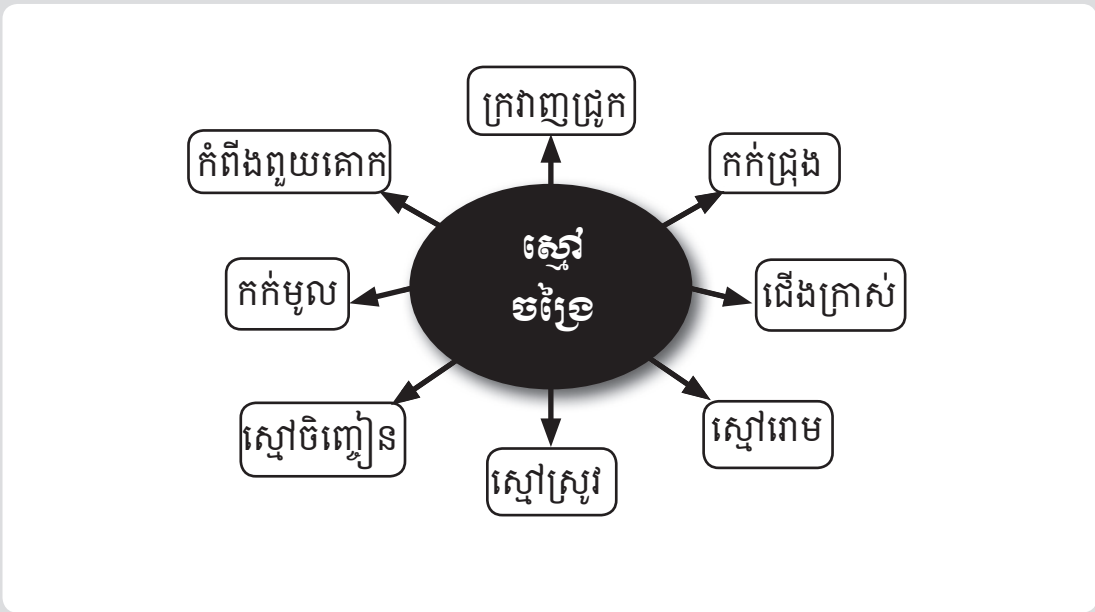 ក្រវាញជ្រូក
កំពីងពួយគោក
កក់ជ្រុង
ស្មៅ
ចង្រៃ
កក់មូល
ជើងក្រាស់
ស្មៅចិញ្ចៀន
ស្មៅរោម
ស្មៅស្រូវ